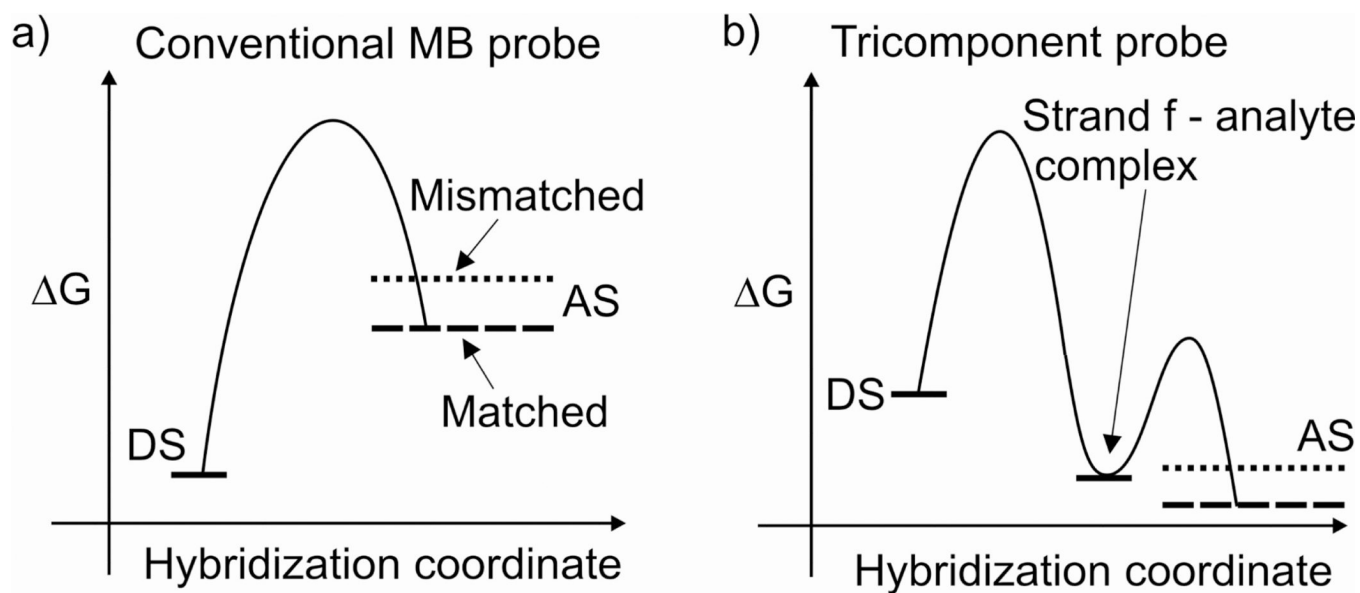 a)
Conventional MB probe
ΔG
Mismatched
AS
Matched
DS
Hybridization coordinate
b)
Tricomponent probe
Strand f - analyte
complex
ΔG
DS
AS
Hybridization coordinate